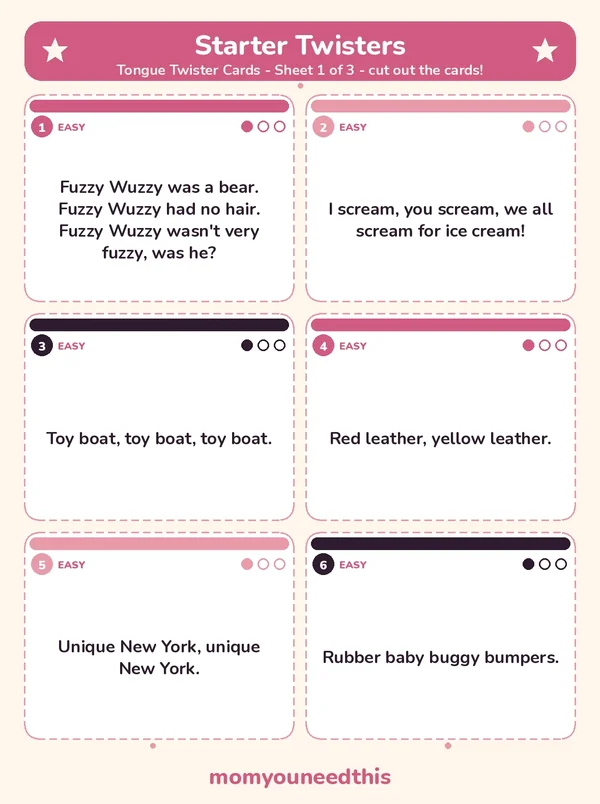 Starter Twisters
Tongue Twister Cards - Sheet 1 of 3 - cut out the cards!
1 EASY
Fuzzy Wuzzy was a bear.
Fuzzy Wuzzy had no hair.
Fuzzy Wuzzy wasn't very
fuzzy, was he?
2 EASY
I scream, you scream, we all
scream for ice cream!
3 EASY
Toy boat, toy boat, toy boat.
4 EASY
Red leather, yellow leather.
5 EASY
Unique New York, unique
New York.
6 EASY
Rubber baby buggy bumpers.
momyouneedthis